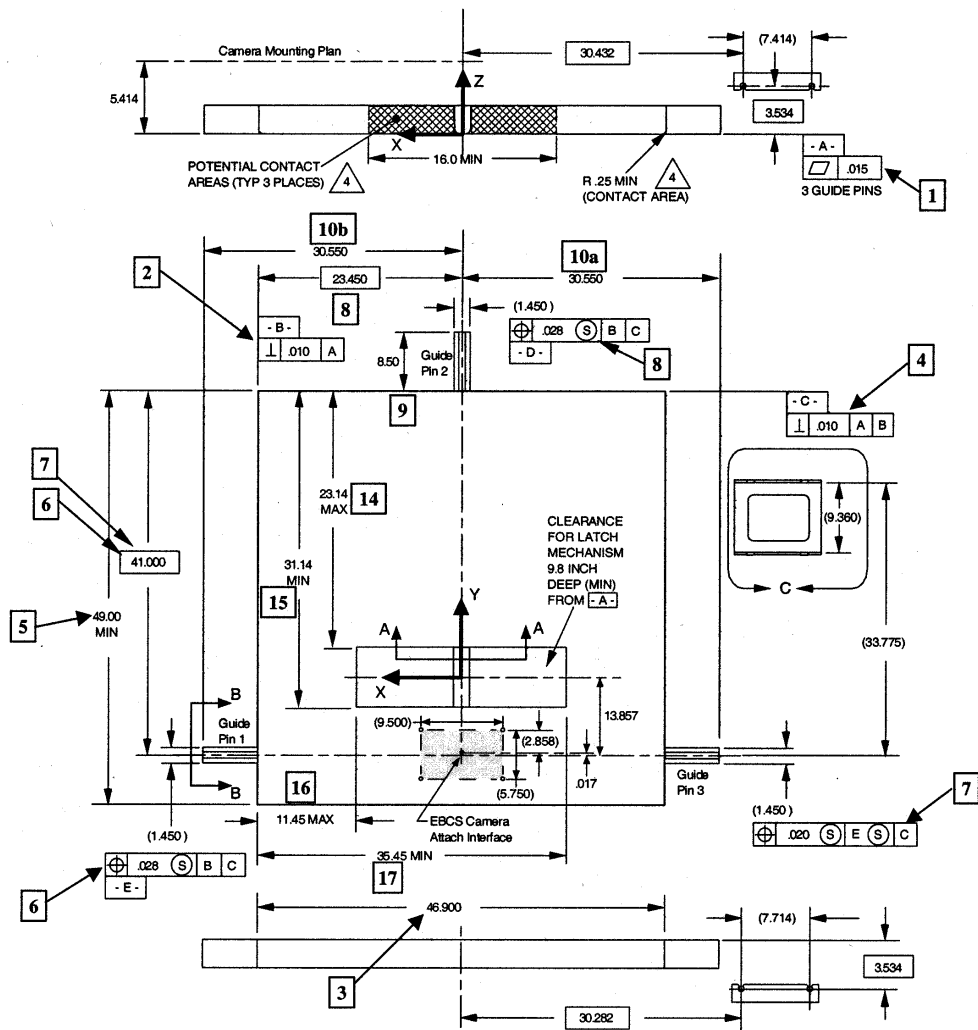 Camera Mounting Plan
30.432
(7.414)
Z
5.414
3.534
X
16.0 MIN
POTENTIAL CONTACT
AREAS (TYP 3 PLACES)
4
R .25 MIN
(CONTACT AREA)
4
- A -
.015
3 GUIDE PINS
1
10b
30.550
10a
30.550
2
23.450
8
(1.450)
- B -
⊥ .010 A
8.50
Guide
Pin 2
⌖ .028 Ⓢ B C
- D -
8
4
9
- C -
⊥ .010 A B
7
6
41.000
23.14
MAX
14
CLEARANCE
FOR LATCH
MECHANISM
9.8 INCH
DEEP (MIN)
FROM - A -
(9.360)
C
31.14
MIN
15
5
49.00
MIN
Y
A
A
(33.775)
X
B
13.857
Guide
Pin 1
(9.500)
(2.858)
B
16
(5.750)
.017
Guide
Pin 3
7
11.45 MAX
EBCS Camera
Attach Interface
(1.450)
(1.450)
⌖ .020 Ⓢ E Ⓢ C
⌖ .028 Ⓢ B C
- E -
35.45 MIN
17
6
46.900
(7.714)
3
3.534
30.282